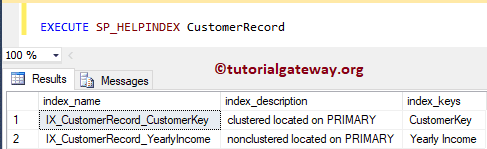 EXECUTE SP_HELPINDEX CustomerRecord
100 %
Results Messages
©tutorialgateway.org
index_name index_description index_keys
1 IX_CustomerRecord_CustomerKey clustered located on PRIMARY CustomerKey
2 IX_CustomerRecord_YearlyIncome nonclustered located on PRIMARY Yearly Income